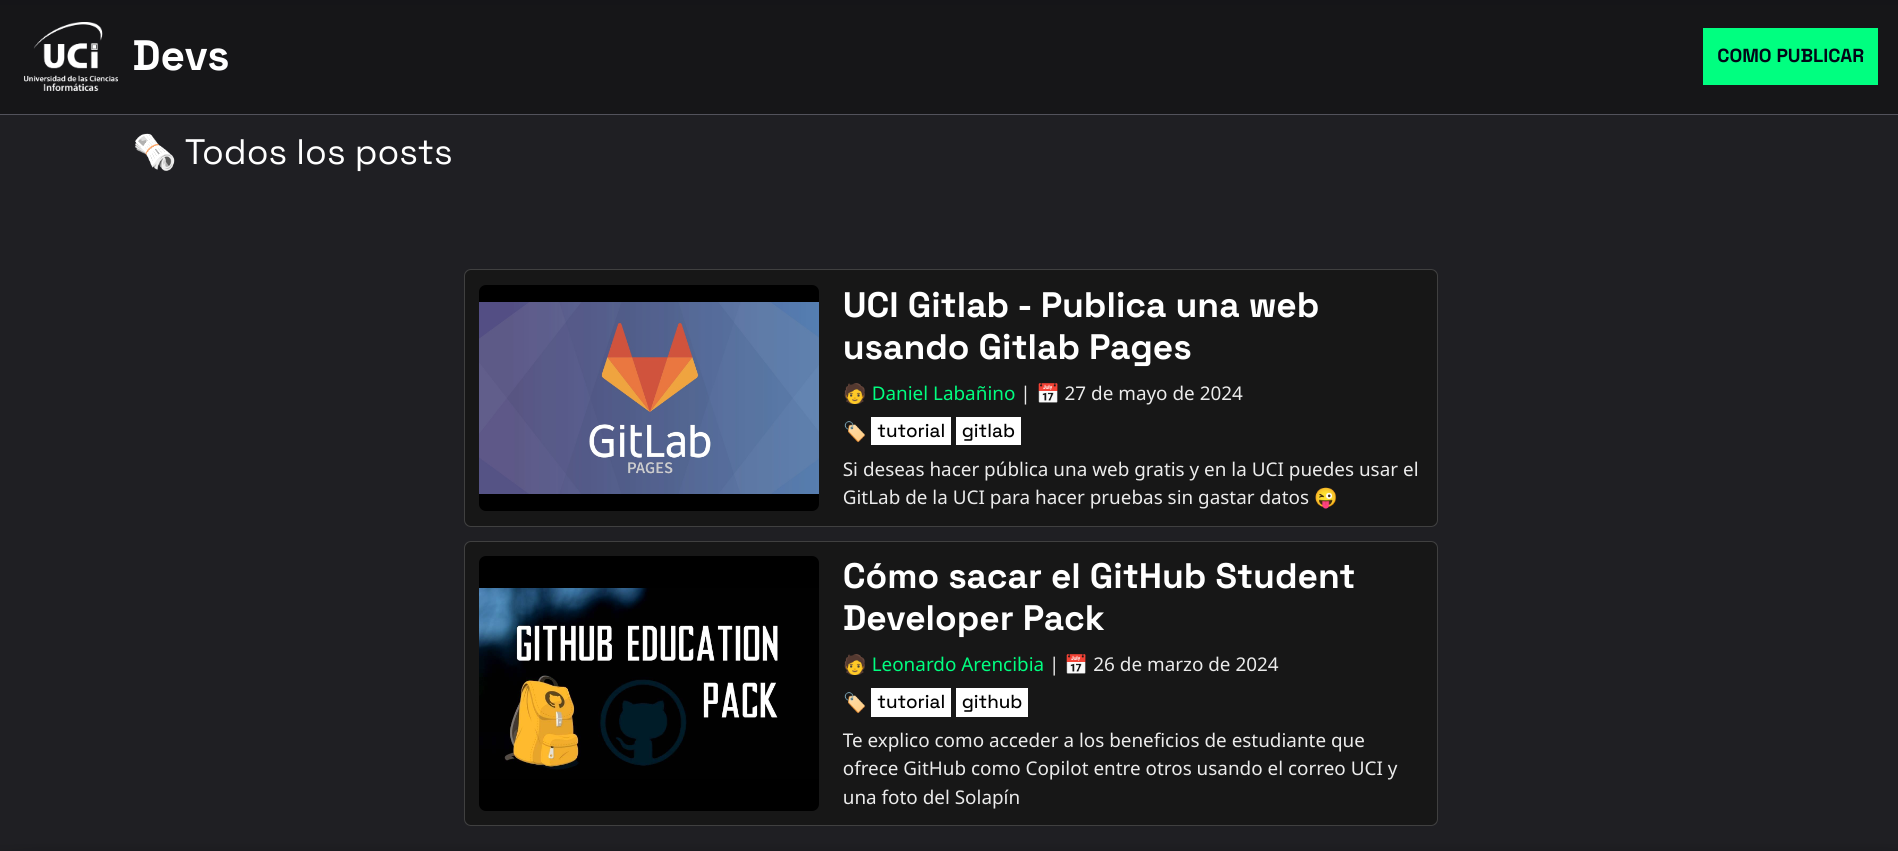 UCi
Universidad de las Ciencias
Informáticas
Devs
COMO PUBLICAR
🗞️ Todos los posts
GitLab
PAGES
UCI Gitlab - Publica una web
usando Gitlab Pages
🧑 Daniel Labañino | 📅 27 de mayo de 2024
🏷️ tutorial gitlab
Si deseas hacer pública una web gratis y en la UCI puedes usar el
GitLab de la UCI para hacer pruebas sin gastar datos 😜
GITHUB EDUCATION
PACK
Cómo sacar el GitHub Student
Developer Pack
🧑 Leonardo Arencibia | 📅 26 de marzo de 2024
🏷️ tutorial github
Te explico como acceder a los beneficios de estudiante que
ofrece GitHub como Copilot entre otros usando el correo UCI y
una foto del Solapín